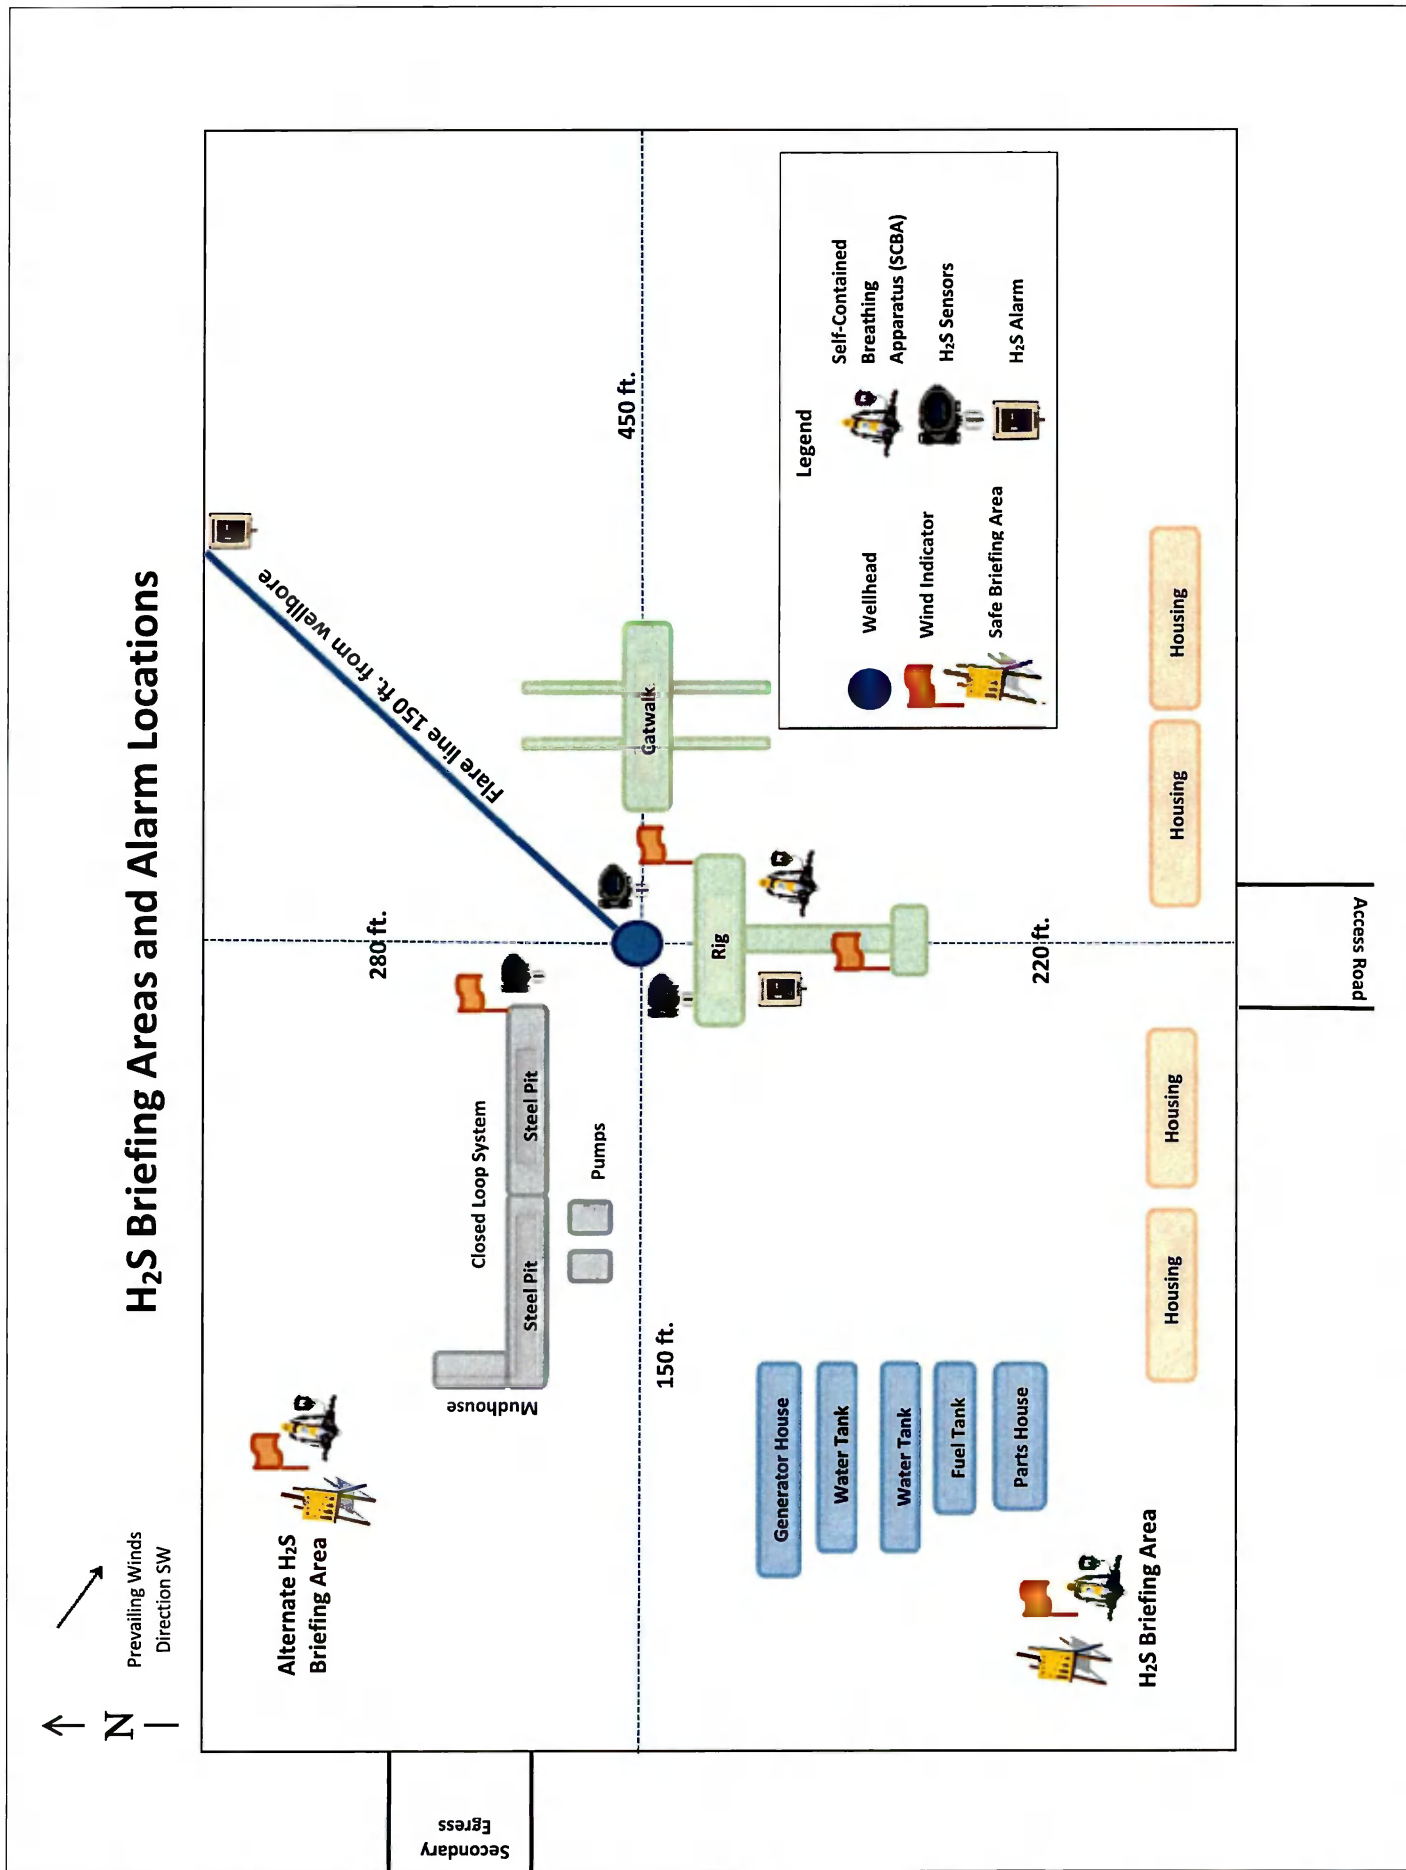 H₂S Briefing Areas and Alarm Locations
N
Prevailing Winds
Direction SW
Alternate H₂S
Briefing Area
Secondary
Egress
Mudhouse
Closed Loop System
Steel Pit
Steel Pit
Pumps
280 ft.
Flare line 150 ft. from wellbore
150 ft.
450 ft.
Catwalk
Rig
Generator House
Water Tank
Water Tank
Fuel Tank
Parts House
H₂S Briefing Area
220 ft.
Legend
Wellhead
Wind Indicator
Safe Briefing Area
Self-Contained
Breathing
Apparatus (SCBA)
H₂S Sensors
H₂S Alarm
Housing
Housing
Housing
Housing
Access Road